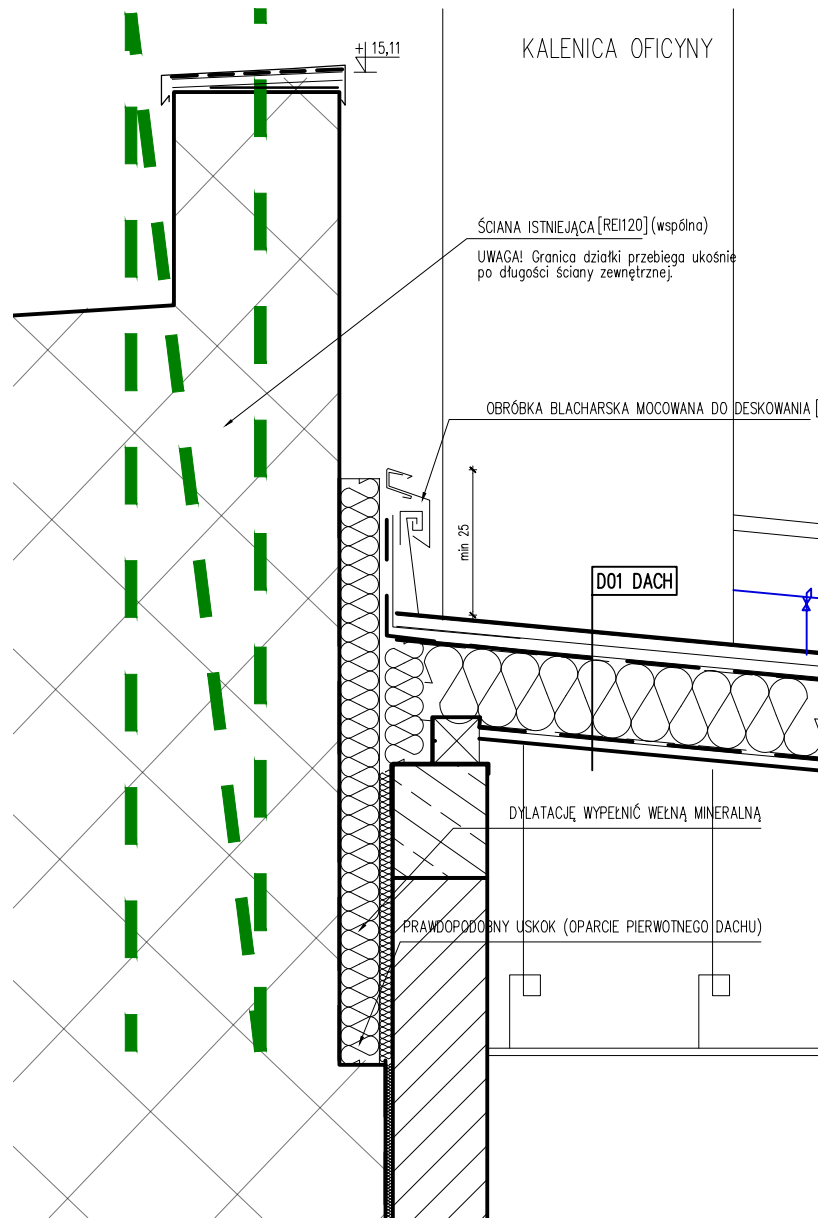 + 15,11
KALENICA OFICYNY
ŚCIANA ISTNIEJĄCA [REI120] (wspólna)
UWAGA! Granica działki przebiega ukośnie
po długości ściany zewnętrznej.
OBRÓBKA BLACHARSKA MOCOWANA DO DESKOWANIA [
min 25
D01 DACH
DYLATACJĘ WYPEŁNIĆ WEŁNĄ MINERALNĄ
PRAWDOPODOBNY USKOK (OPARCIE PIERWOTNEGO DACHU)